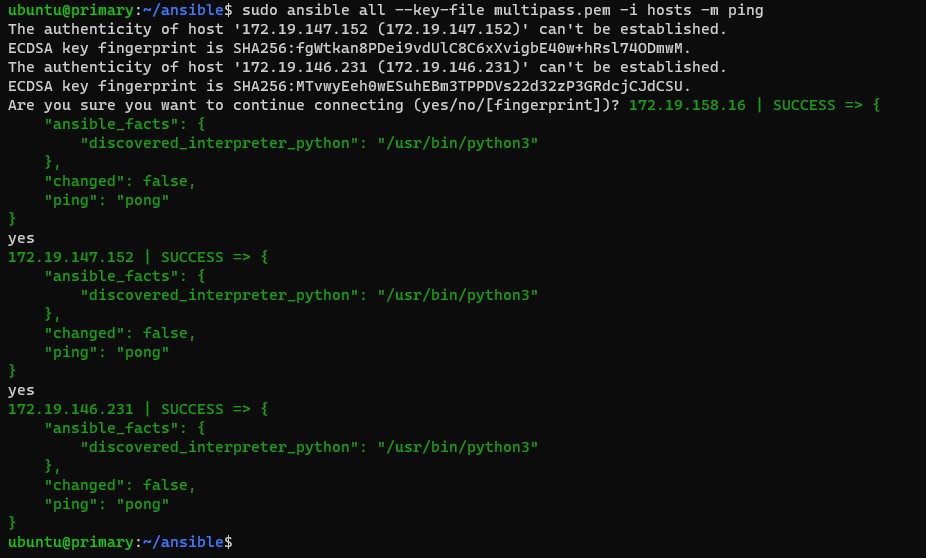 ubuntu@primary:~/ansible$ sudo ansible all --key-file multipass.pem -i hosts -m ping
The authenticity of host '172.19.147.152 (172.19.147.152)' can't be established.
ECDSA key fingerprint is SHA256:fgWtkan8PDei9vdUlC8C6xXvigbE40w+hRsl74ODmwM.
The authenticity of host '172.19.146.231 (172.19.146.231)' can't be established.
ECDSA key fingerprint is SHA256:MTvwyEeh0wESuhEBm3TPPDVs22d32zP3GRdcjCJdCSU.
Are you sure you want to continue connecting (yes/no/[fingerprint])? 172.19.158.16 | SUCCESS => {
    "ansible_facts": {
        "discovered_interpreter_python": "/usr/bin/python3"
    },
    "changed": false,
    "ping": "pong"
}
yes
172.19.147.152 | SUCCESS => {
    "ansible_facts": {
        "discovered_interpreter_python": "/usr/bin/python3"
    },
    "changed": false,
    "ping": "pong"
}
yes
172.19.146.231 | SUCCESS => {
    "ansible_facts": {
        "discovered_interpreter_python": "/usr/bin/python3"
    },
    "changed": false,
    "ping": "pong"
}
ubuntu@primary:~/ansible$